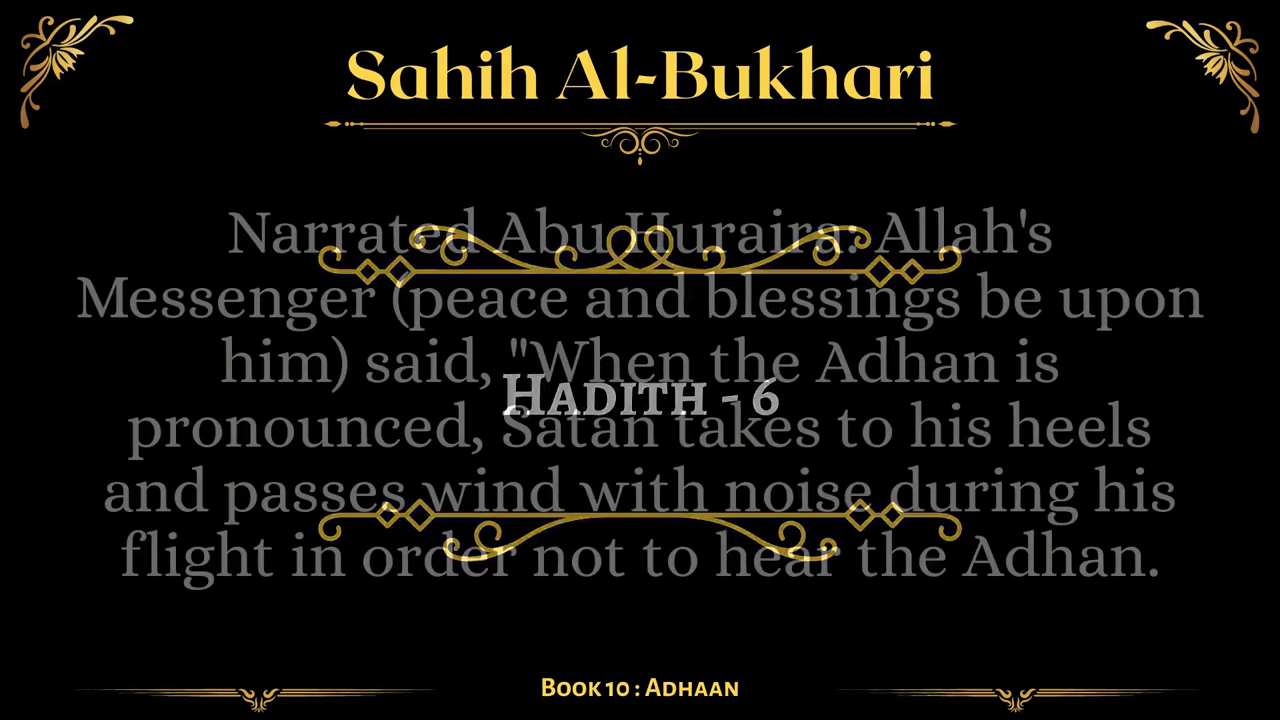 Sahih Al-Bukhari
Narrated Abu Huraira: Allah's
Messenger (peace and blessings be upon
him) said, "When the Adhan is
Hadith - 6
pronounced, Satan takes to his heels
and passes wind with noise during his
flight in order not to hear the Adhan.
Book 10 : Adhaan